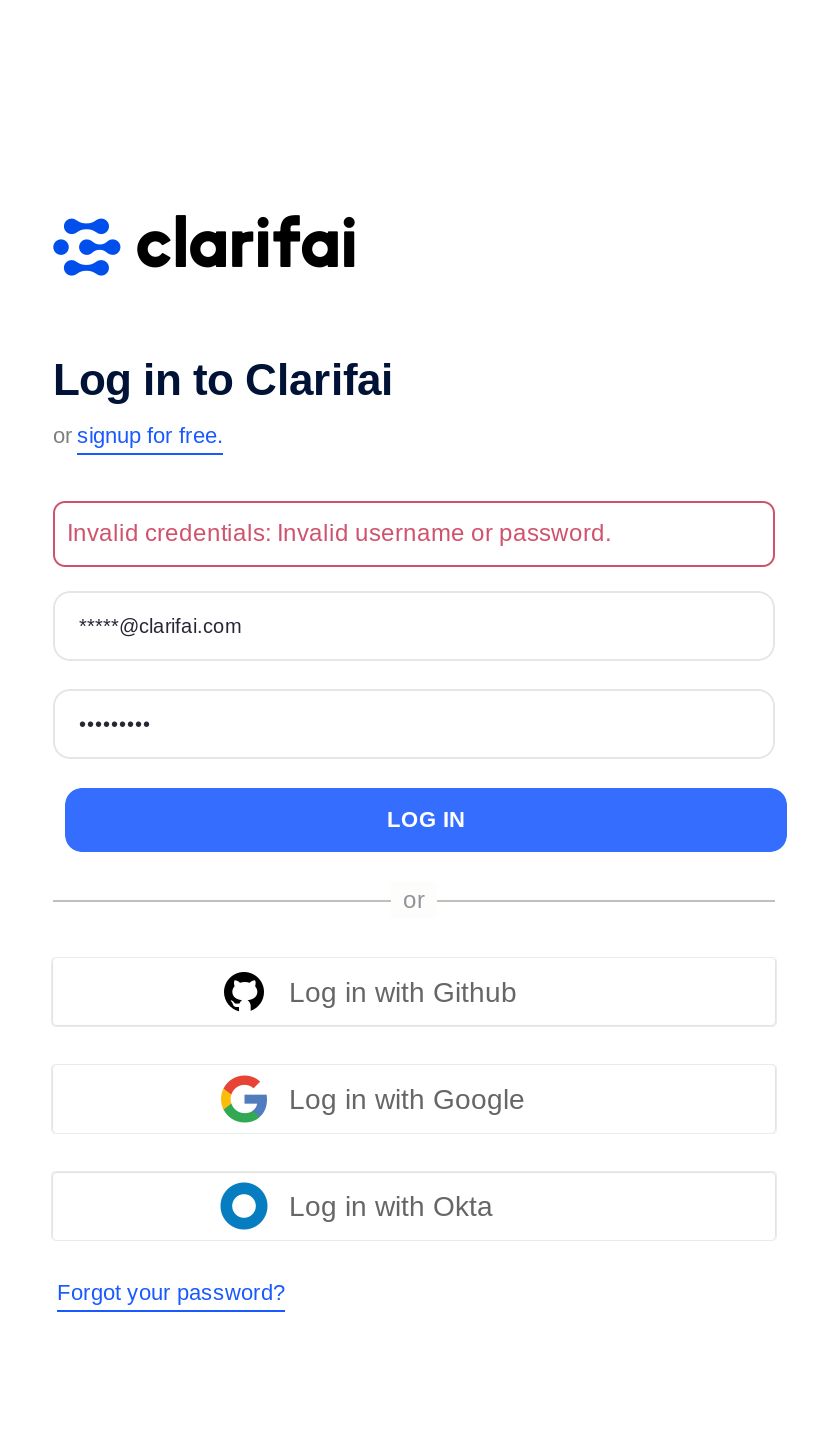 clarifai
Log in to Clarifai
or signup for free.
Invalid credentials: Invalid username or password.
*****@clarifai.com
•••••••••
LOG IN
or
Log in with Github
Log in with Google
Log in with Okta
Forgot your password?